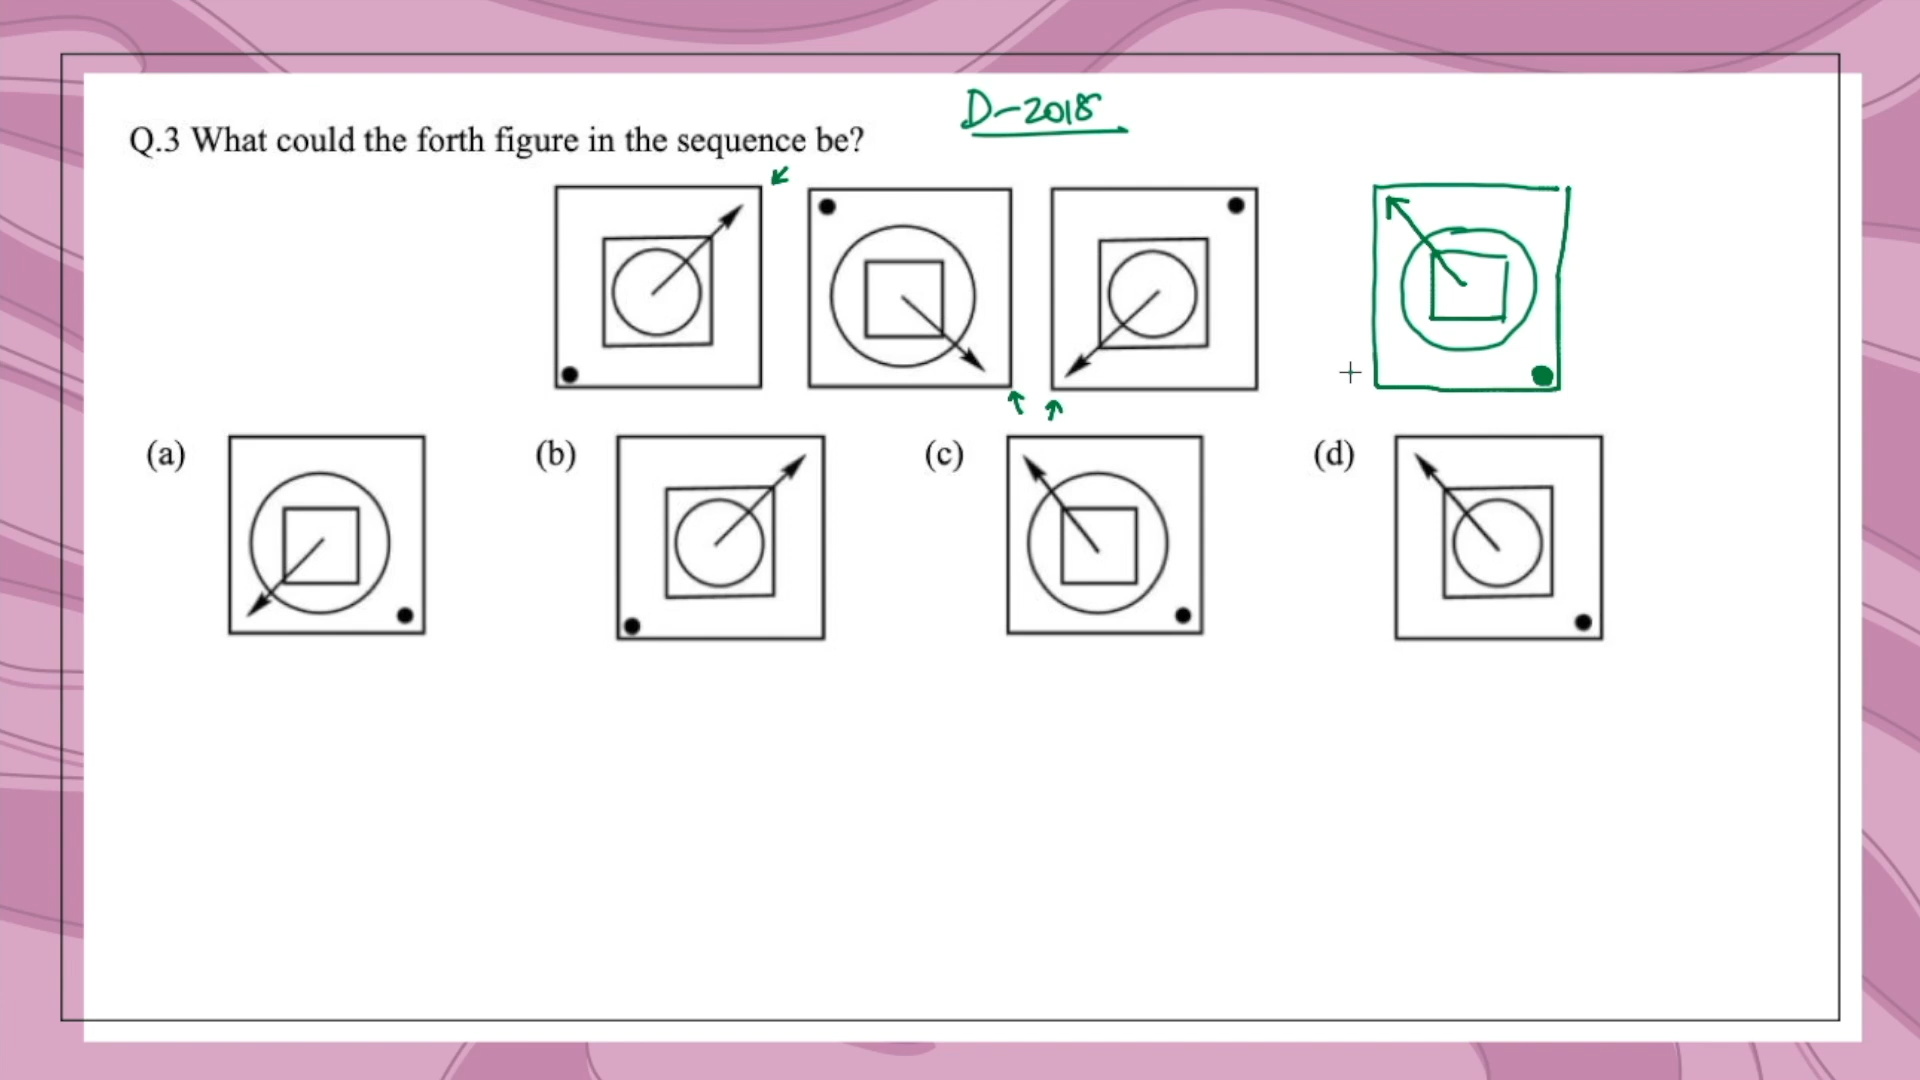 D-2018
Q.3 What could the forth figure in the sequence be?
(a) (b) (c) (d)